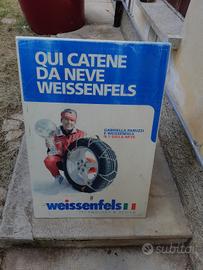 QUI CATENE
DA NEVE
WEISSENFELS
GABRIELLA PARUZZI
E WEISSENFELS
weissenfels
subito